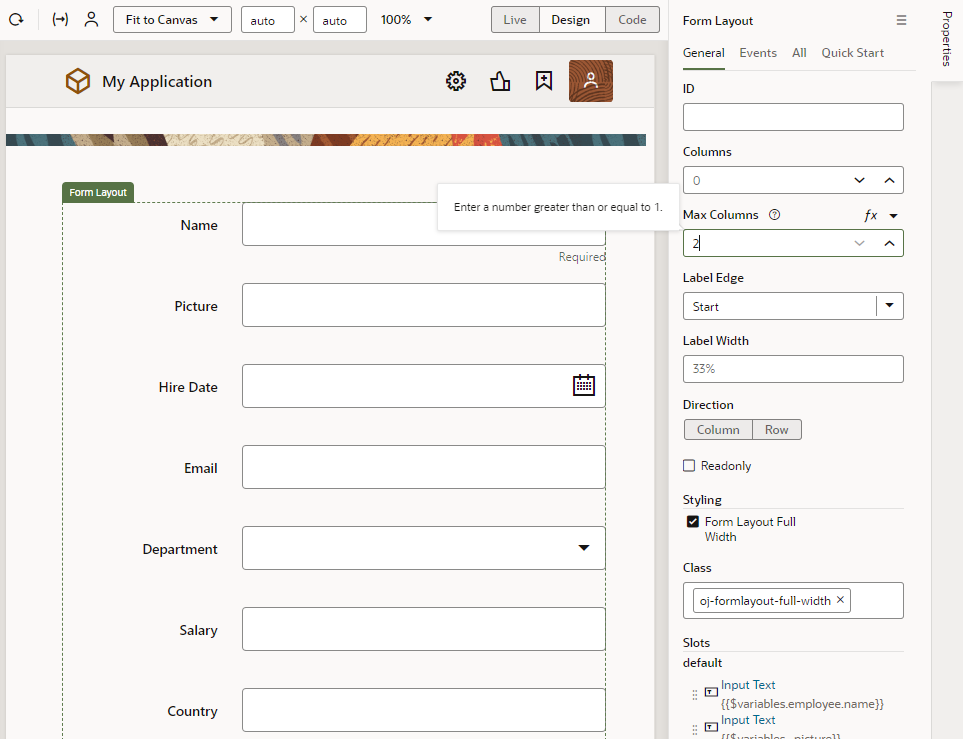 Fit to Canvas
auto × auto
100%
Live Design Code
My Application
Form Layout
Name
Required
Picture
Hire Date
Email
Department
Salary
Country
Enter a number greater than or equal to 1.
Form Layout
General Events All Quick Start
ID
Columns
0
Max Columns
fx
2
Label Edge
Start
Label Width
33%
Direction
Column Row
Readonly
Styling
Form Layout Full
Width
Class
oj-formlayout-full-width ×
Slots
default
Input Text
{{$variables.employee.name}}
Input Text
Properties